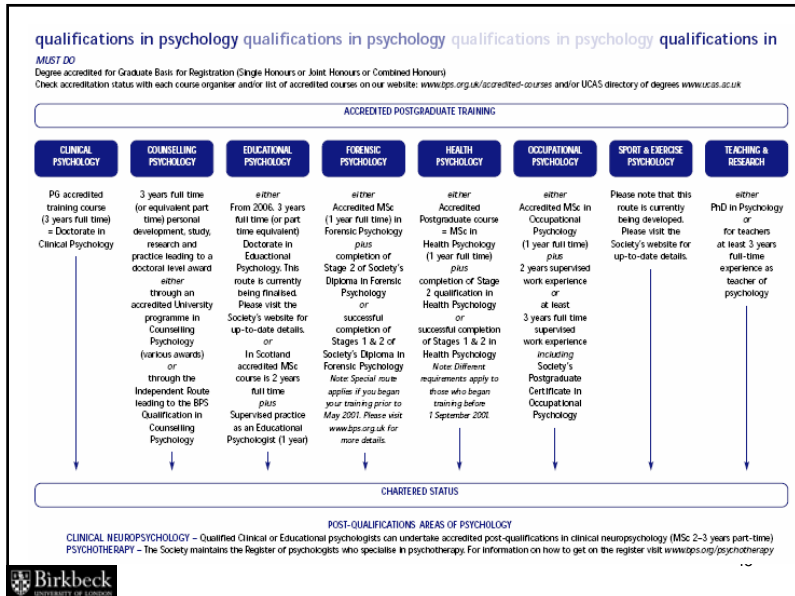 qualifications in psychology qualifications in psychology qualifications in psychology qualifications in
MUST DO
Degree accredited for Graduate Basis for Registration (Single Honours or Joint Honours or Combined Honours)
Check accreditation status with each course organiser and/or list of accredited courses on our website: www.bps.org.uk/accredited-courses and/or UCAS directory of degrees www.ucas.ac.uk
ACCREDITED POSTGRADUATE TRAINING
CLINICAL
PSYCHOLOGY
PG accredited
training course
(3 years full time)
= Doctorate in
Clinical Psychology
COUNSELLING
PSYCHOLOGY
3 years full time
(or equivalent part
time) personal
development, study,
research and
practice leading to a
doctoral level award
either
through an
accredited University
programme in
Counselling
Psychology
(various awards)
or
through the
Independent Route
leading to the BPS
Qualification in
Counselling
Psychology
EDUCATIONAL
PSYCHOLOGY
either
From 2006, 3 years
full time (or part
time equivalent)
Doctorate in
Eduactional
Psychology. This
route is currently
being finalised.
Please visit the
Society's website for
up-to-date details.
or
In Scotland
accredited MSc
course is 2 years
full time
plus
Supervised practice
as an Educational
Psychologist (1 year)
FORENSIC
PSYCHOLOGY
either
Accredited MSc
(1 year full time) in
Forensic Psychology
plus
completion of
Stage 2 of Society's
Diploma in Forensic
Psychology
or
successful
completion of
Stages 1 & 2 of
Society's Diploma in
Forensic Psychology
Note: Special route
applies if you began
your training prior to
May 2001. Please visit
www.bps.org.uk for
more details.
HEALTH
PSYCHOLOGY
either
Accredited
Postgraduate course
= MSc in
Health Psychology
(1 year full time)
plus
completion of Stage
2 qualification in
Health Psychology
or
successful completion
of Stages 1 & 2 in
Health Psychology
Note: Different
requirements apply to
those who began
training before
1 September 2001.
OCCUPATIONAL
PSYCHOLOGY
either
Accredited MSc in
Occupational
Psychology
(1 year full time)
plus
2 years supervised
work experience
or
at least
3 years full time
supervised
work experience
including
Society's
Postgraduate
Certificate in
Occupational
Psychology
SPORT & EXERCISE
PSYCHOLOGY
Please note that this
route is currently
being developed.
Please visit the
Society's website for
up-to-date details.
TEACHING &
RESEARCH
either
PhD in Psychology
or
for teachers
at least 3 years
full-time
experience as
teacher of
psychology
CHARTERED STATUS
POST-QUALIFICATIONS AREAS OF PSYCHOLOGY
CLINICAL NEUROPSYCHOLOGY – Qualified Clinical or Educational psychologists can undertake accredited post-qualifications in clinical neuropsychology (MSc 2–3 years part-time)
PSYCHOTHERAPY – The Society maintains the Register of psychologists who specialise in psychotherapy. For information on how to get on the register visit www.bps.org/psychotherapy
Birkbeck
UNIVERSITY OF LONDON